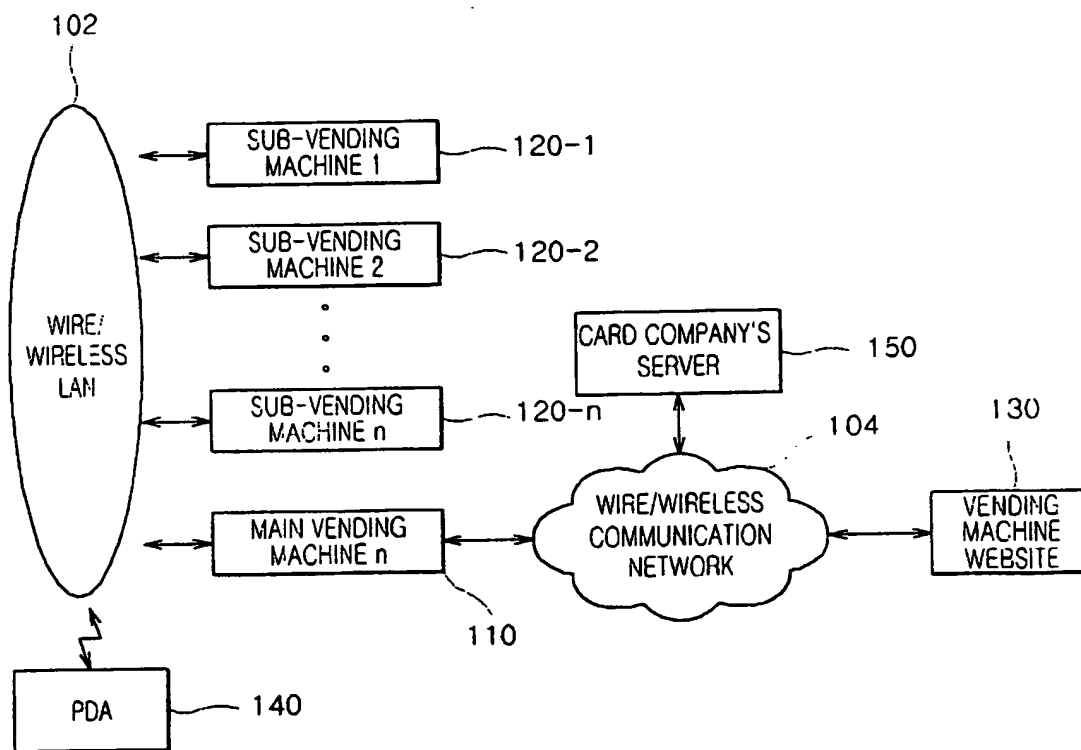 102
SUB-VENDING
MACHINE 1
120-1
SUB-VENDING
MACHINE 2
120-2
WIRE/
WIRELESS
LAN
CARD COMPANY'S
SERVER
150
SUB-VENDING
MACHINE n
120-n
104
130
MAIN VENDING
MACHINE n
110
WIRE/WIRELESS
COMMUNICATION
NETWORK
VENDING
MACHINE
WEBSITE
PDA
140